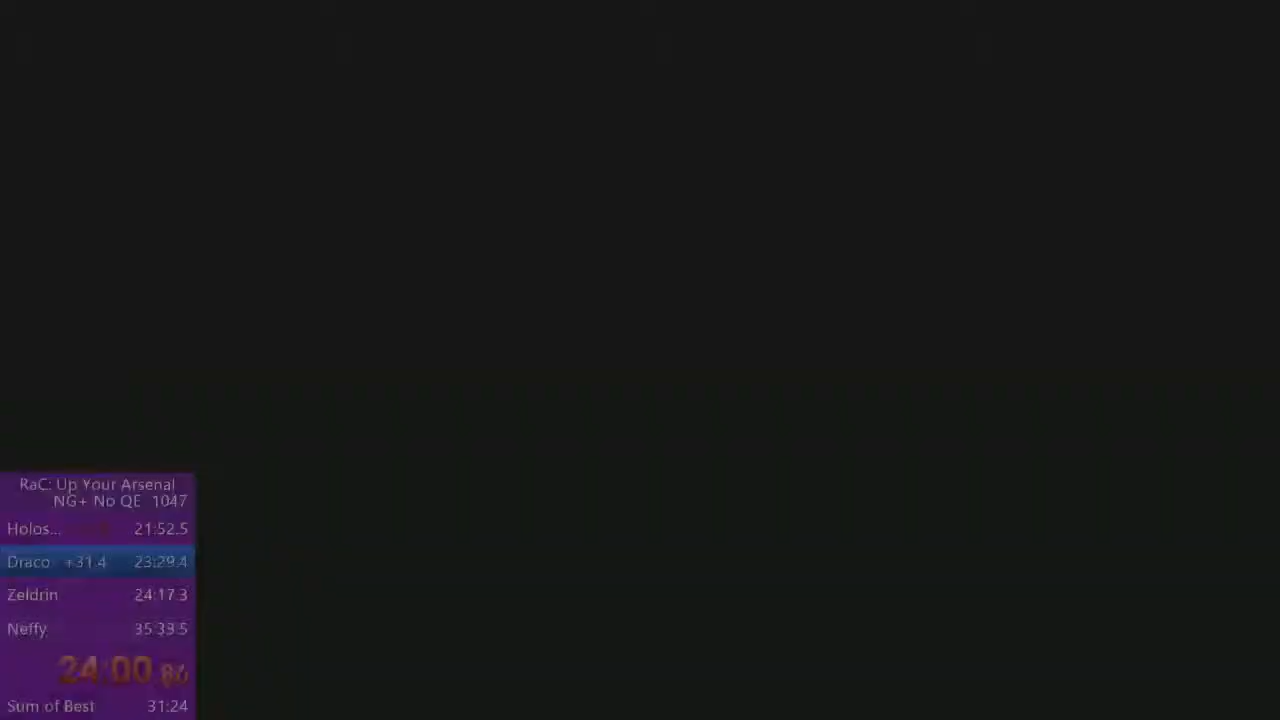 RaC: Up Your Arsenal
NG+ No QE 1047
Holos... 21:52.5
Draco +31.4 23:29.4
Zeldrin 24:17.3
Neffy 35:33.5
24:00
Sum of Best 31:24